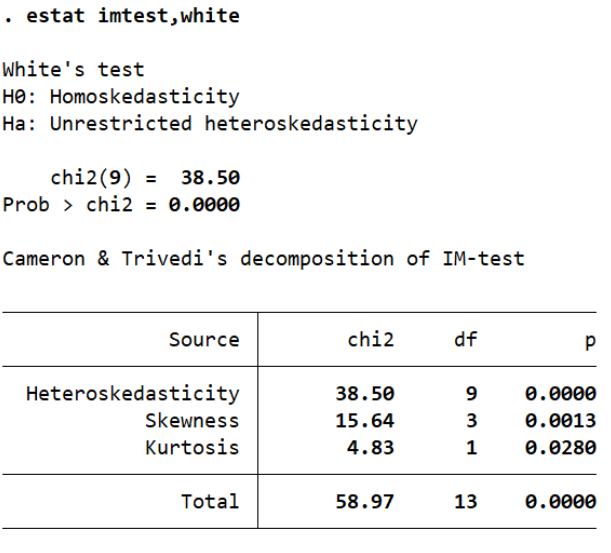 . estat imtest,white
White's test
H0: Homoskedasticity
Ha: Unrestricted heteroskedasticity
chi2(9) = 38.50
Prob > chi2 = 0.0000
Cameron & Trivedi's decomposition of IM-test
Source chi2 df p
Heteroskedasticity 38.50 9 0.0000
Skewness 15.64 3 0.0013
Kurtosis 4.83 1 0.0280
Total 58.97 13 0.0000